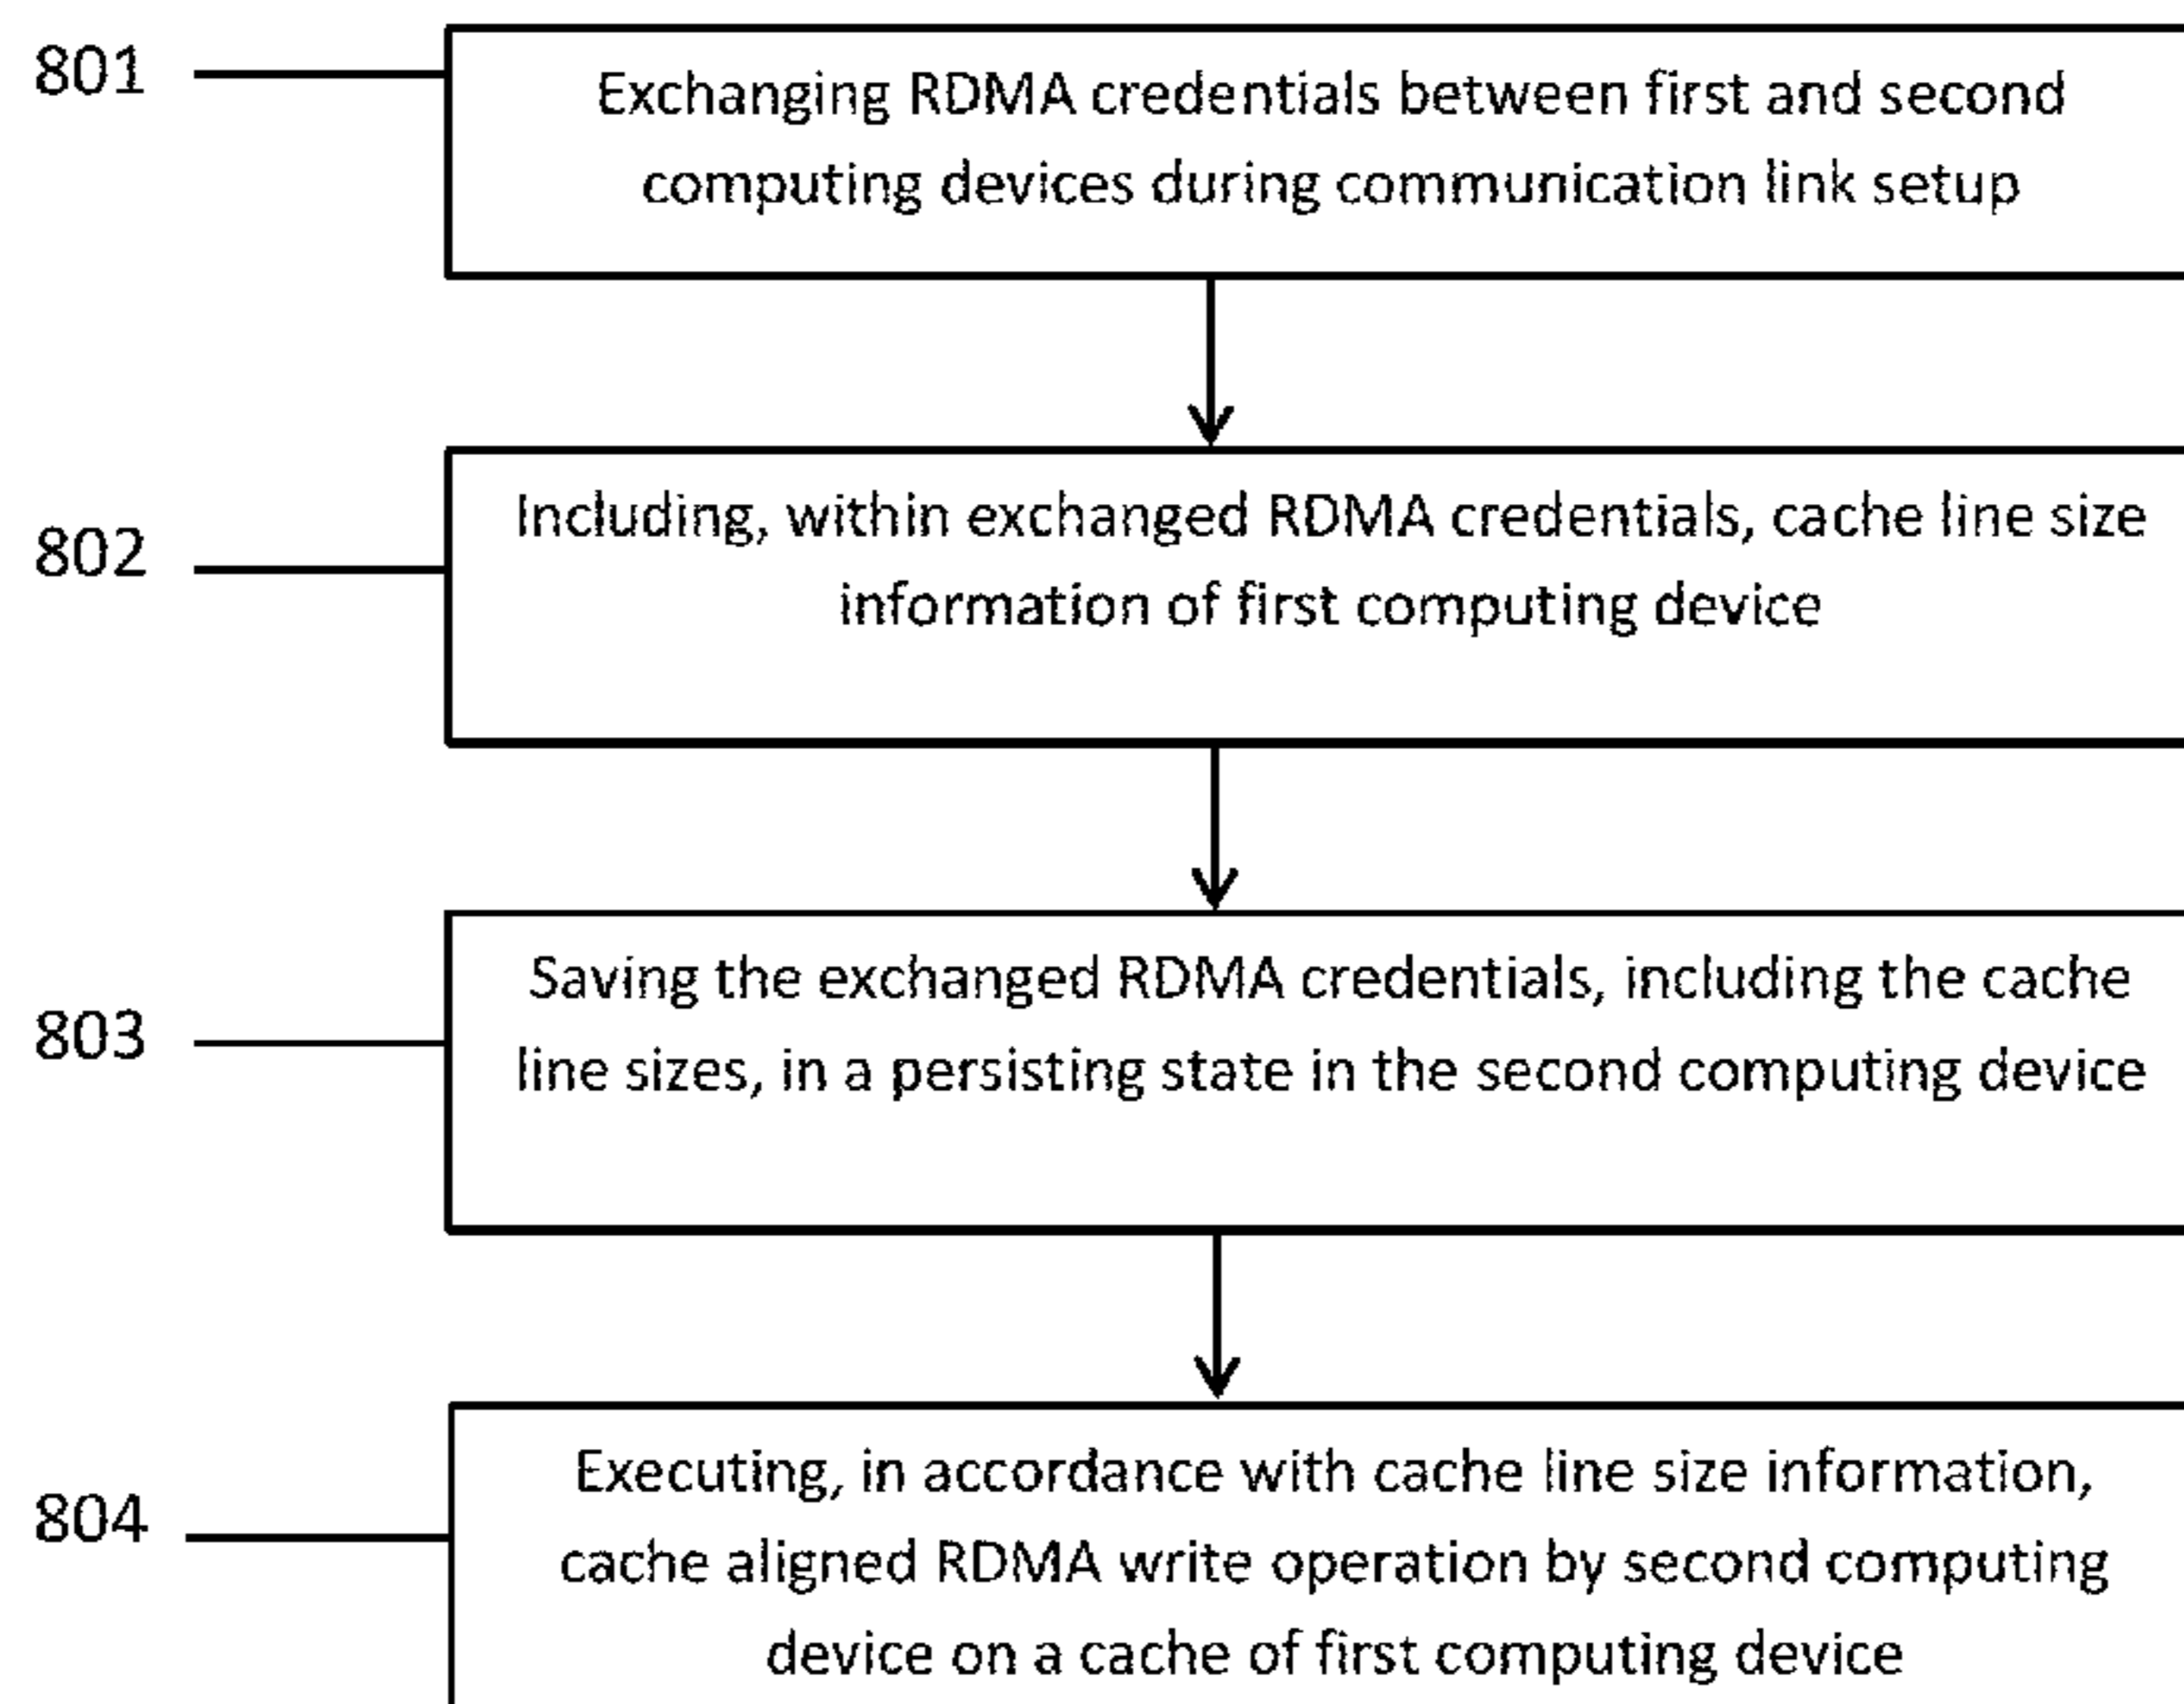 801
Exchanging RDMA credentials between first and second
computing devices during communication link setup
802
Including, within exchanged RDMA credentials, cache line size
information of first computing device
803
Saving the exchanged RDMA credentials, including the cache
line sizes, in a persisting state in the second computing device
804
Executing, in accordance with cache line size information,
cache aligned RDMA write operation by second computing
device on a cache of first computing device